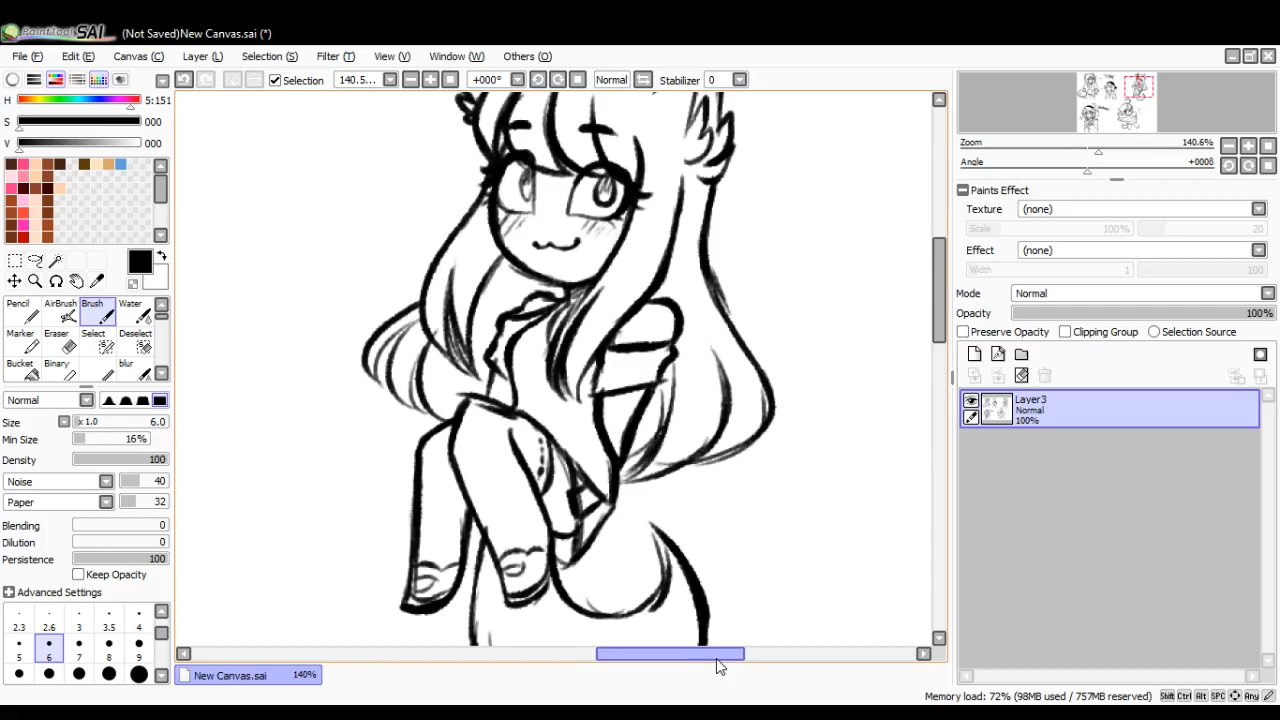 PaintTool SAI (Not Saved)New Canvas.sai (*)
File (F) Edit (E) Canvas (C) Layer (L) Selection (S) Filter (T) View (V) Window (W) Others (O)
Selection 140.5... +000° Normal Stabilizer 0
H 5:151
S 000
V 000
Pencil AirBrush Brush Water
Marker Eraser Select Deselect
Bucket Binary blur
Normal
Size x 1.0 6.0
Min Size 16%
Density 100
Noise 40
Paper 32
Blending 0
Dilution 0
Persistence 100
Keep Opacity
Advanced Settings
2.3 2.6 3 3.5 4
5 6 7 8 9
New Canvas.sai 140%
Zoom 140.6%
Angle +0008
Paints Effect
Texture (none)
Scale 100% 20
Effect (none)
Width 1 100
Mode Normal
Opacity 100%
Preserve Opacity Clipping Group Selection Source
Layer3
Normal
100%
Memory load: 72% (98MB used / 757MB reserved) Shift Ctrl Alt SPC Any